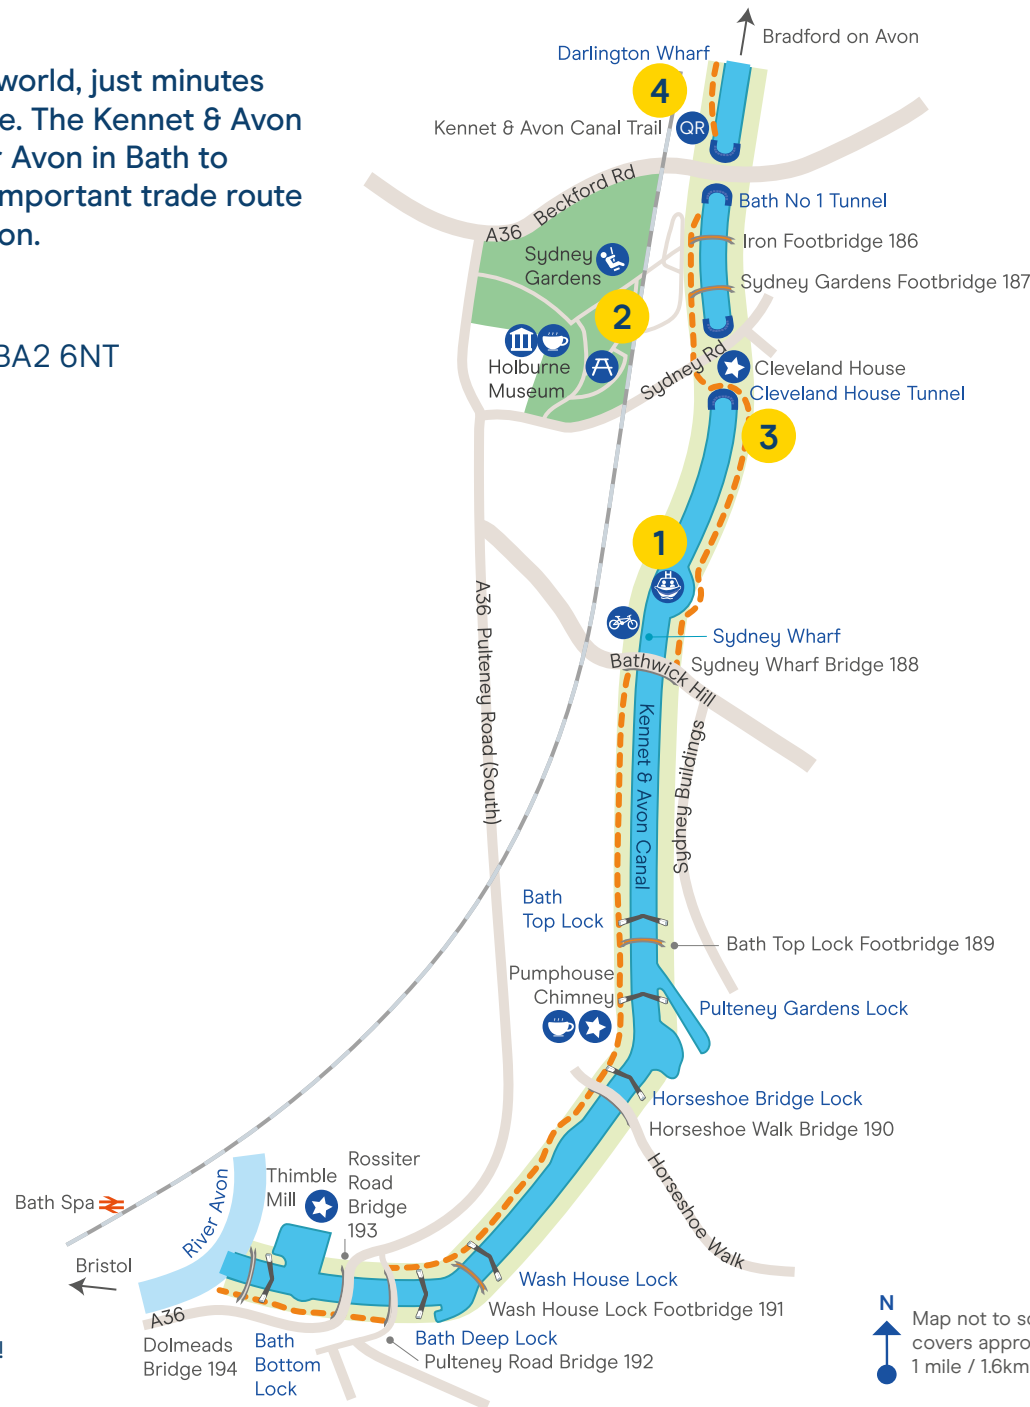 world, just minutes
e. The Kennet & Avon
r Avon in Bath to
important trade route
on.
BA2 6NT
Bradford on Avon
Darlington Wharf
4
Kennet & Avon Canal Trail
QR
Beckford Rd
A36
Bath No 1 Tunnel
Iron Footbridge 186
Sydney
Gardens
Sydney Gardens Footbridge 187
2
Holburne
Museum
Sydney Rd
Cleveland House
Cleveland House Tunnel
3
1
Sydney Wharf
Sydney Wharf Bridge 188
Bathwick Hill
A36 Pulteney Road (South)
Kennet & Avon Canal
Sydney Buildings
Bath
Top Lock
Bath Top Lock Footbridge 189
Pumphouse
Chimney
Pulteney Gardens Lock
Horseshoe Bridge Lock
Horseshoe Walk Bridge 190
Horseshoe Walk
Rossiter
Road
Bridge
193
Thimble
Mill
Bath Spa
River Avon
Bristol
Wash House Lock
Wash House Lock Footbridge 191
A36
Dolmeads
Bridge 194
Bath
Bottom
Lock
Bath Deep Lock
Pulteney Road Bridge 192
!
N
Map not to s
covers appro
1 mile / 1.6km